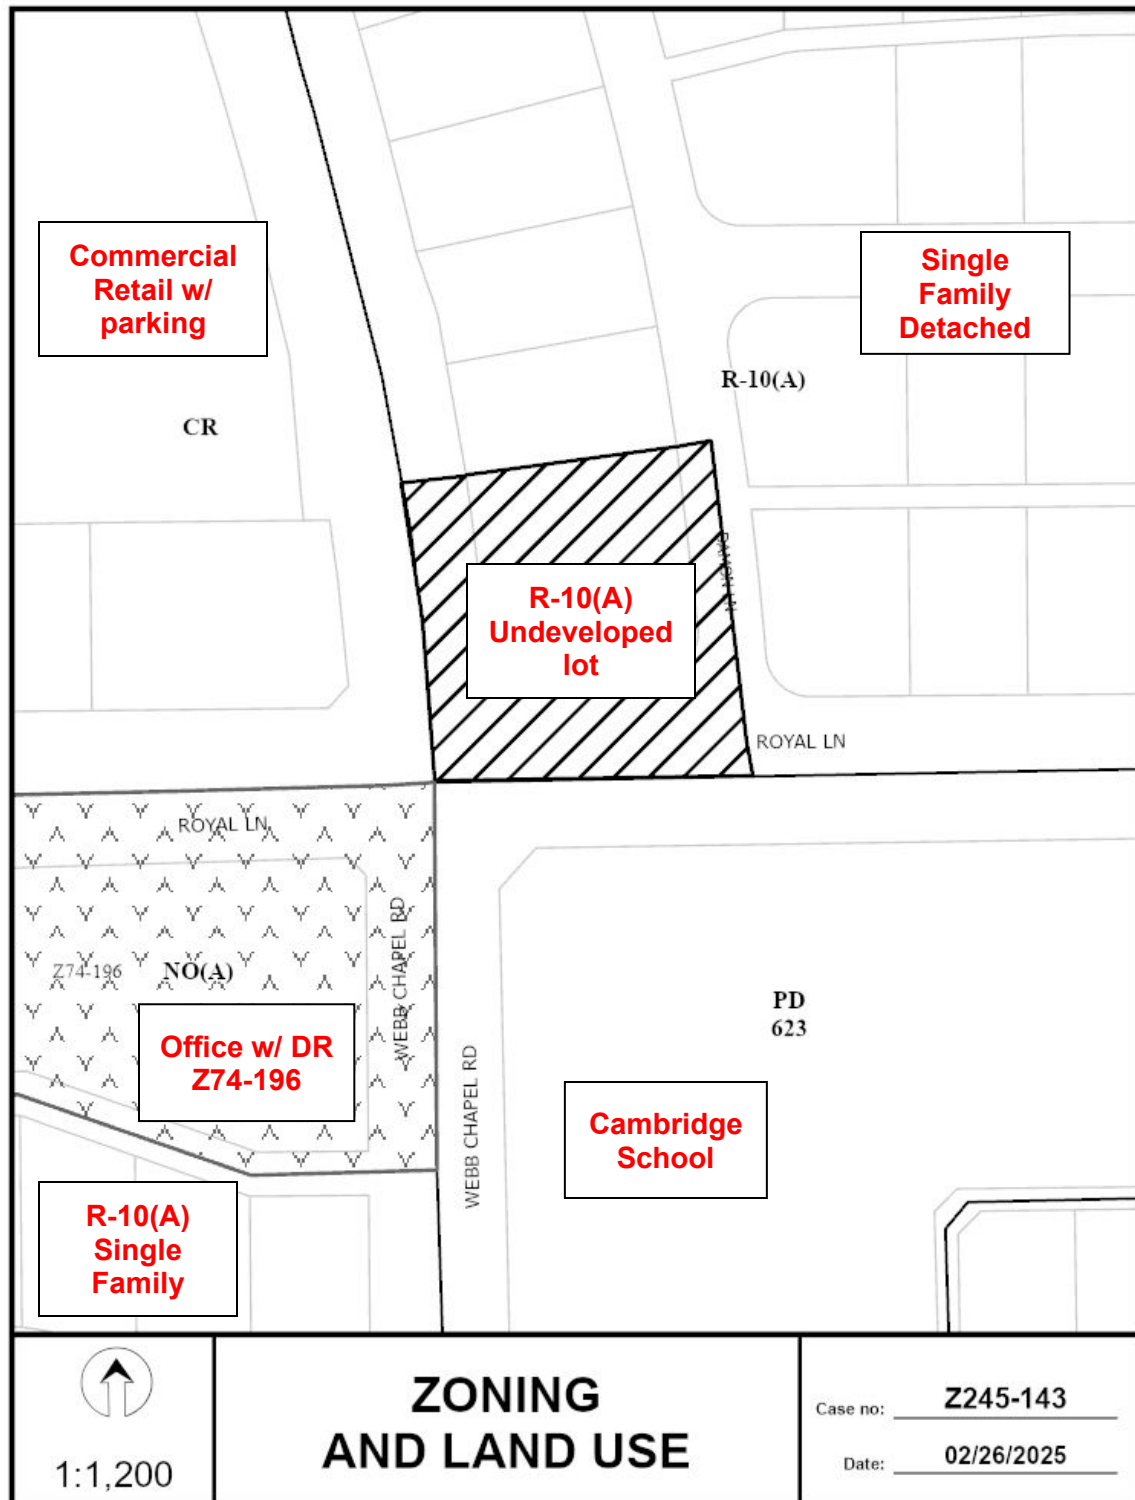 Commercial
Retail w/
parking
Single
Family
Detached
R-10(A)
CR
R-10(A)
Undeveloped
lot
ROYAL LN
ROYAL LN
WEBB CHAPEL RD
Z74-196
NO(A)
Office w/ DR
Z74-196
WEBB CHAPEL RD
PD
623
Cambridge
School
R-10(A)
Single
Family
1:1,200
ZONING
AND LAND USE
Case no: Z245-143
Date: 02/26/2025